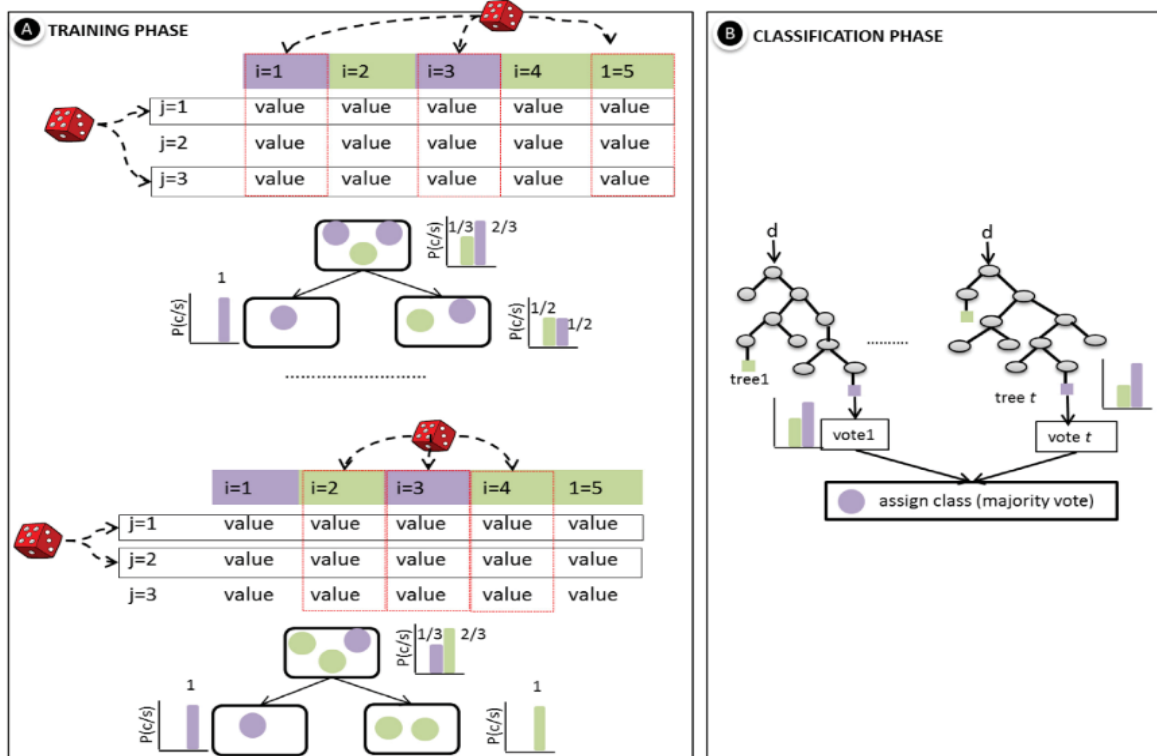 A TRAINING PHASE
i=1 i=2 i=3 i=4 1=5
j=1 value value value value value
j=2 value value value value value
j=3 value value value value value
P(c/s) 1/3 2/3
P(c/s) 1
P(c/s) 1/2 1/2
i=1 i=2 i=3 i=4 1=5
j=1 value value value value value
j=2 value value value value value
j=3 value value value value value
P(c/s) 1/3 2/3
P(c/s) 1
P(c/s) 1
B CLASSIFICATION PHASE
d d
tree1
tree t
vote1 vote t
assign class (majority vote)